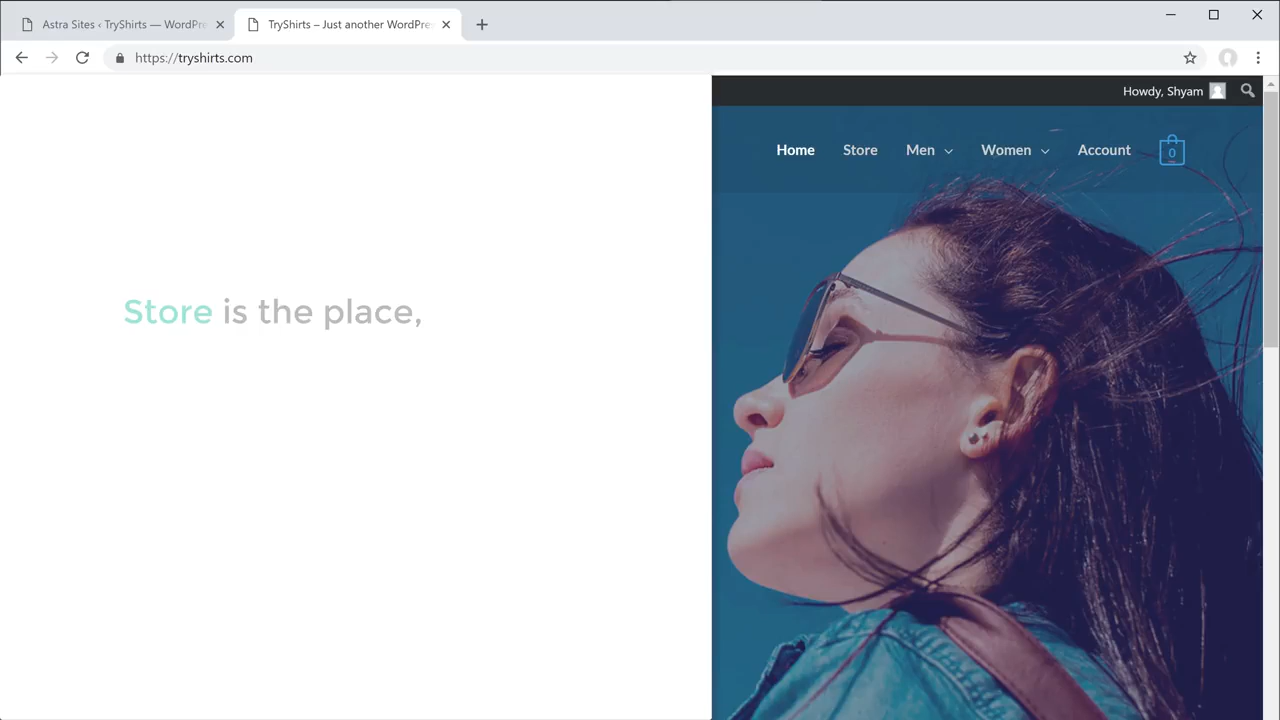 Astra Sites ‹ TryShirts — WordPre
TryShirts – Just another WordPre
https://tryshirts.com
Howdy, Shyam
Home Store Men Women Account 0
Store is the place,